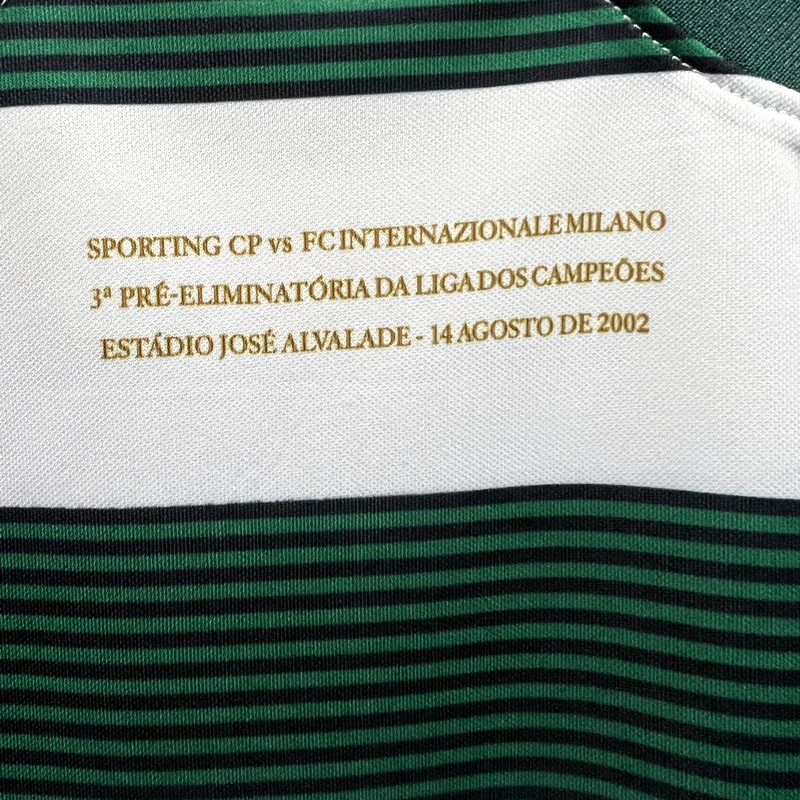 SPORTING CP vs FC INTERNAZIONALE MILANO
3ª PRÉ-ELIMINATÓRIA DA LIGA DOS CAMPEÕES
ESTÁDIO JOSÉ ALVALADE - 14 AGOSTO DE 2002